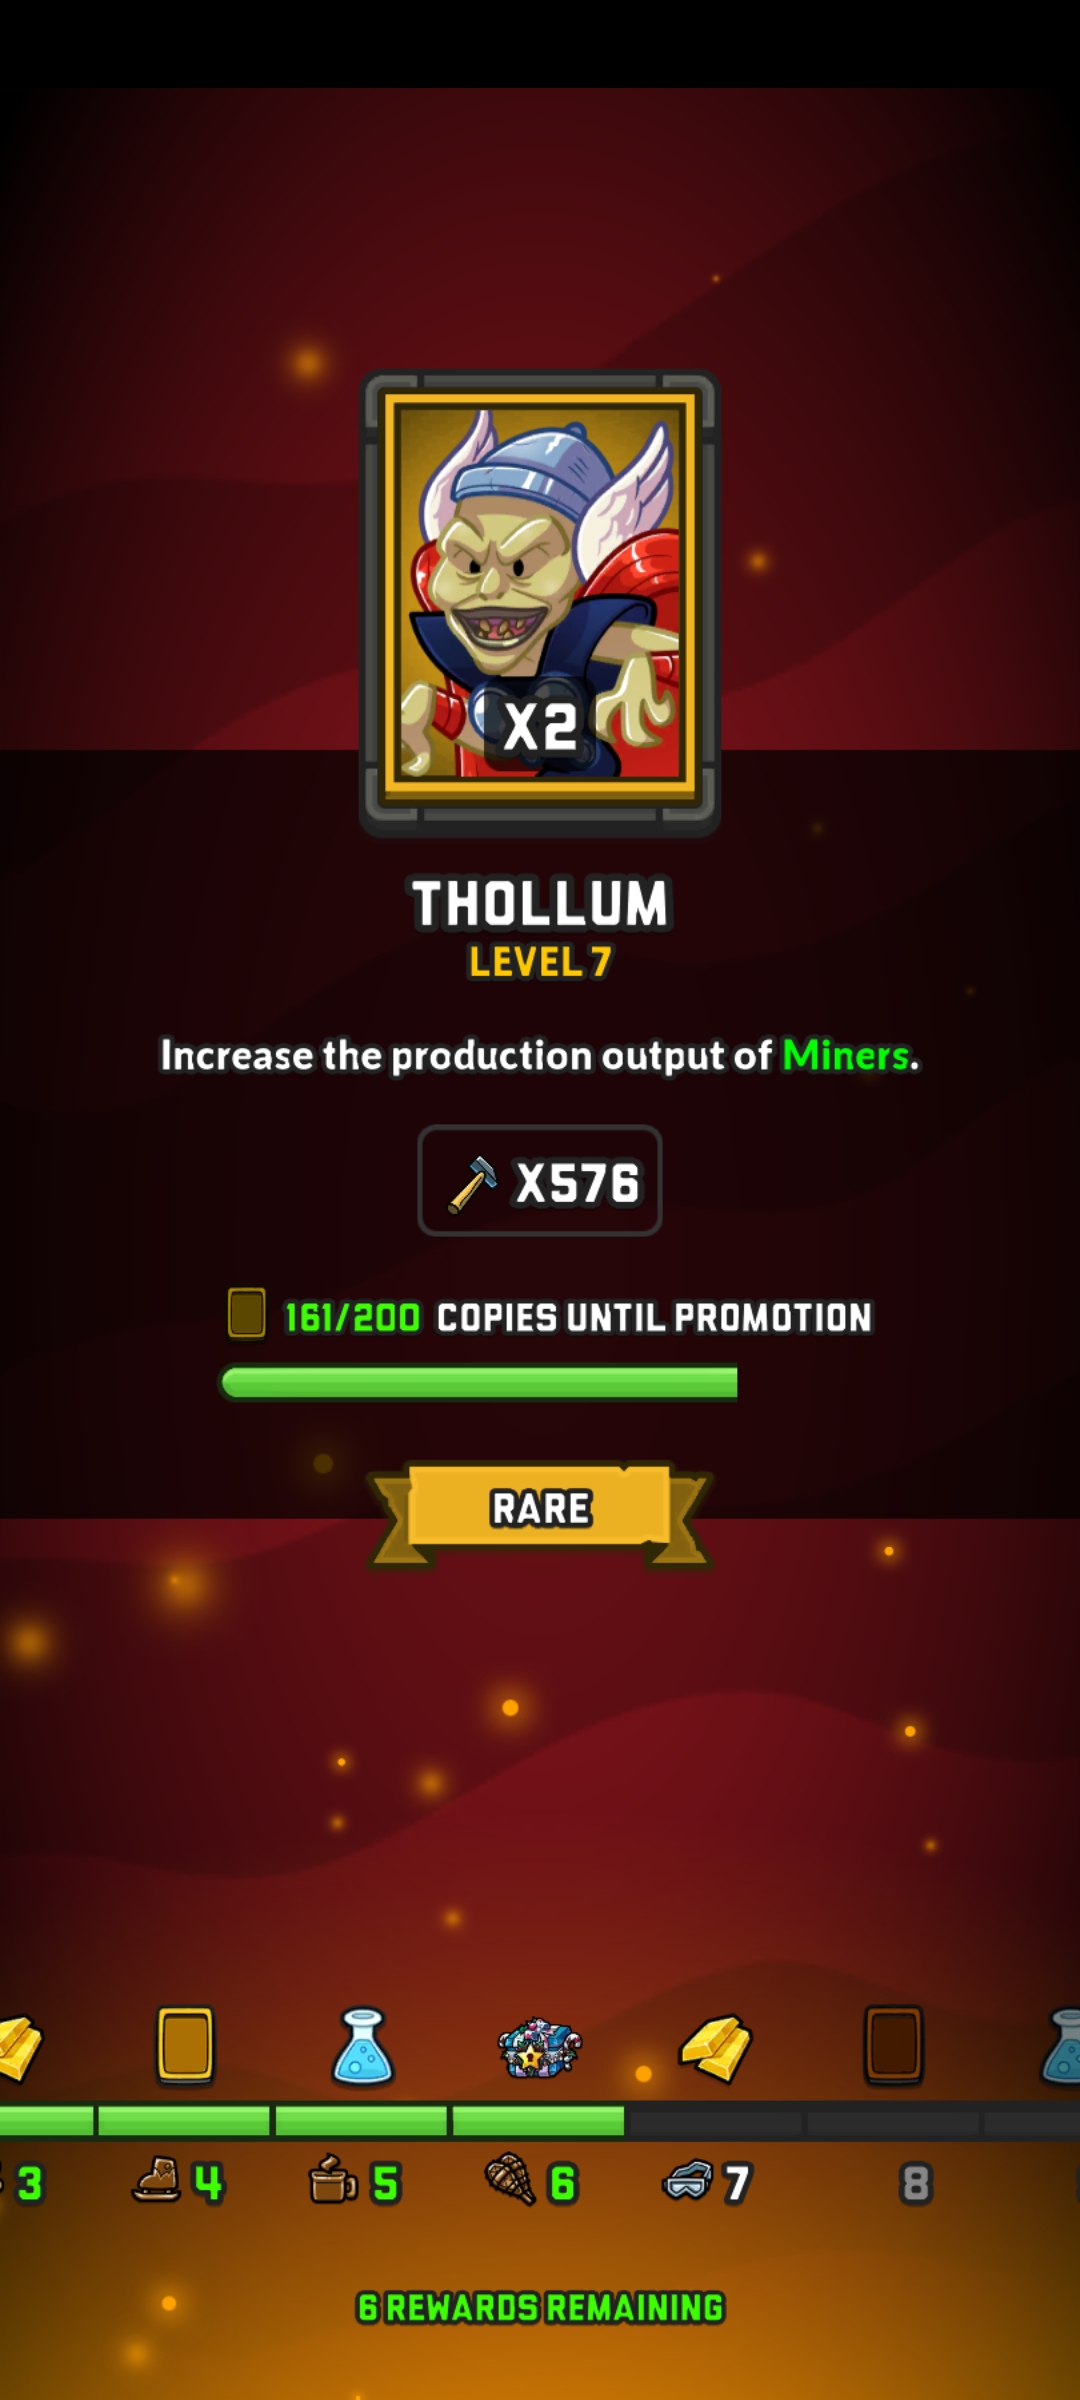 X2
THOLLUM
LEVEL 7
Increase the production output of Miners.
X576
161/200 COPIES UNTIL PROMOTION
RARE
3 4 5 6 7 8
6 REWARDS REMAINING